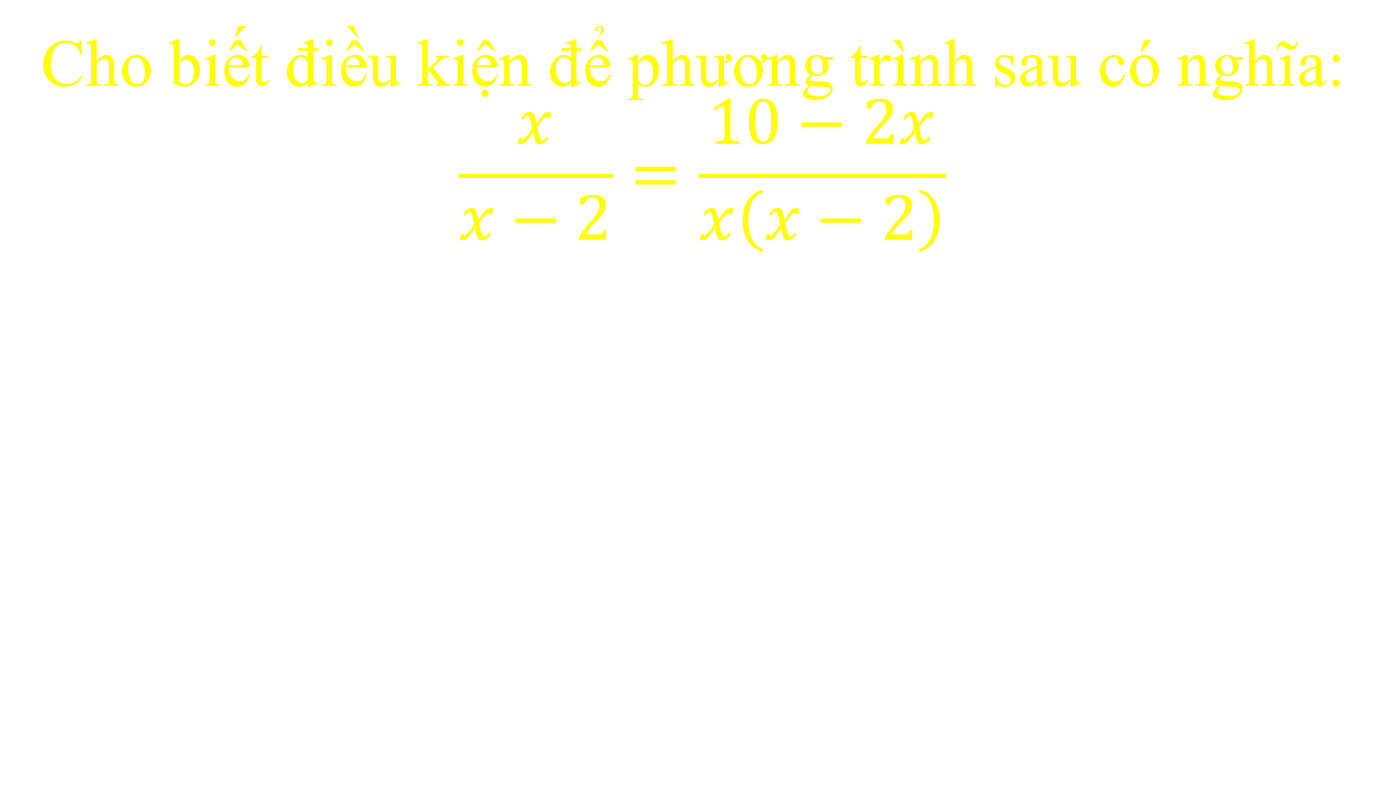 Cho biết điều kiện để phương trình sau có nghĩa:
x/(x − 2) = (10 − 2x)/(x(x − 2))